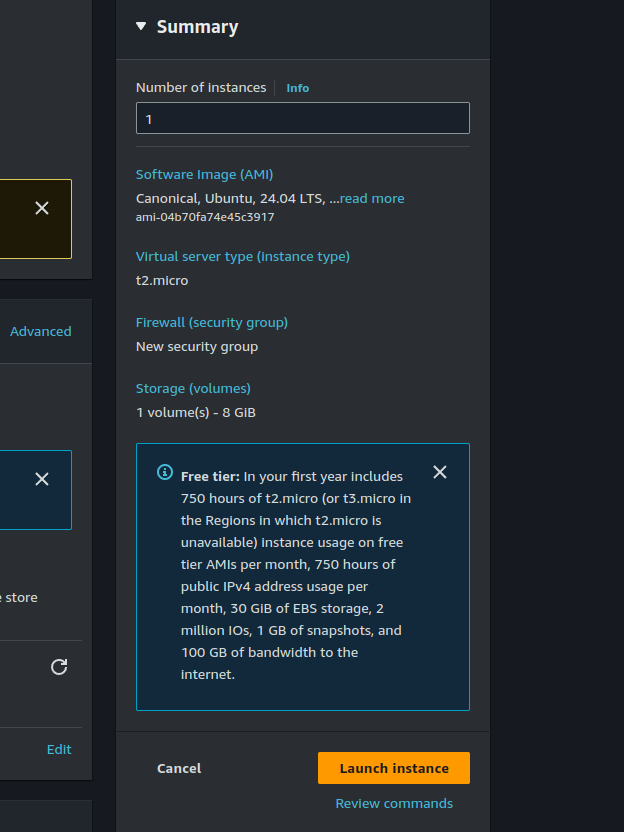 Summary
Number of instances
Info
1
Software Image (AMI)
Canonical, Ubuntu, 24.04 LTS, ...read more
ami-04b70fa74e45c3917
Virtual server type (instance type)
t2.micro
Firewall (security group)
New security group
Storage (volumes)
1 volume(s) - 8 GiB
Free tier: In your first year includes
750 hours of t2.micro (or t3.micro in
the Regions in which t2.micro is
unavailable) instance usage on free
tier AMIs per month, 750 hours of
public IPv4 address usage per
month, 30 GiB of EBS storage, 2
million IOs, 1 GB of snapshots, and
100 GB of bandwidth to the
internet.
Cancel
Launch instance
Review commands
Advanced
store
Edit